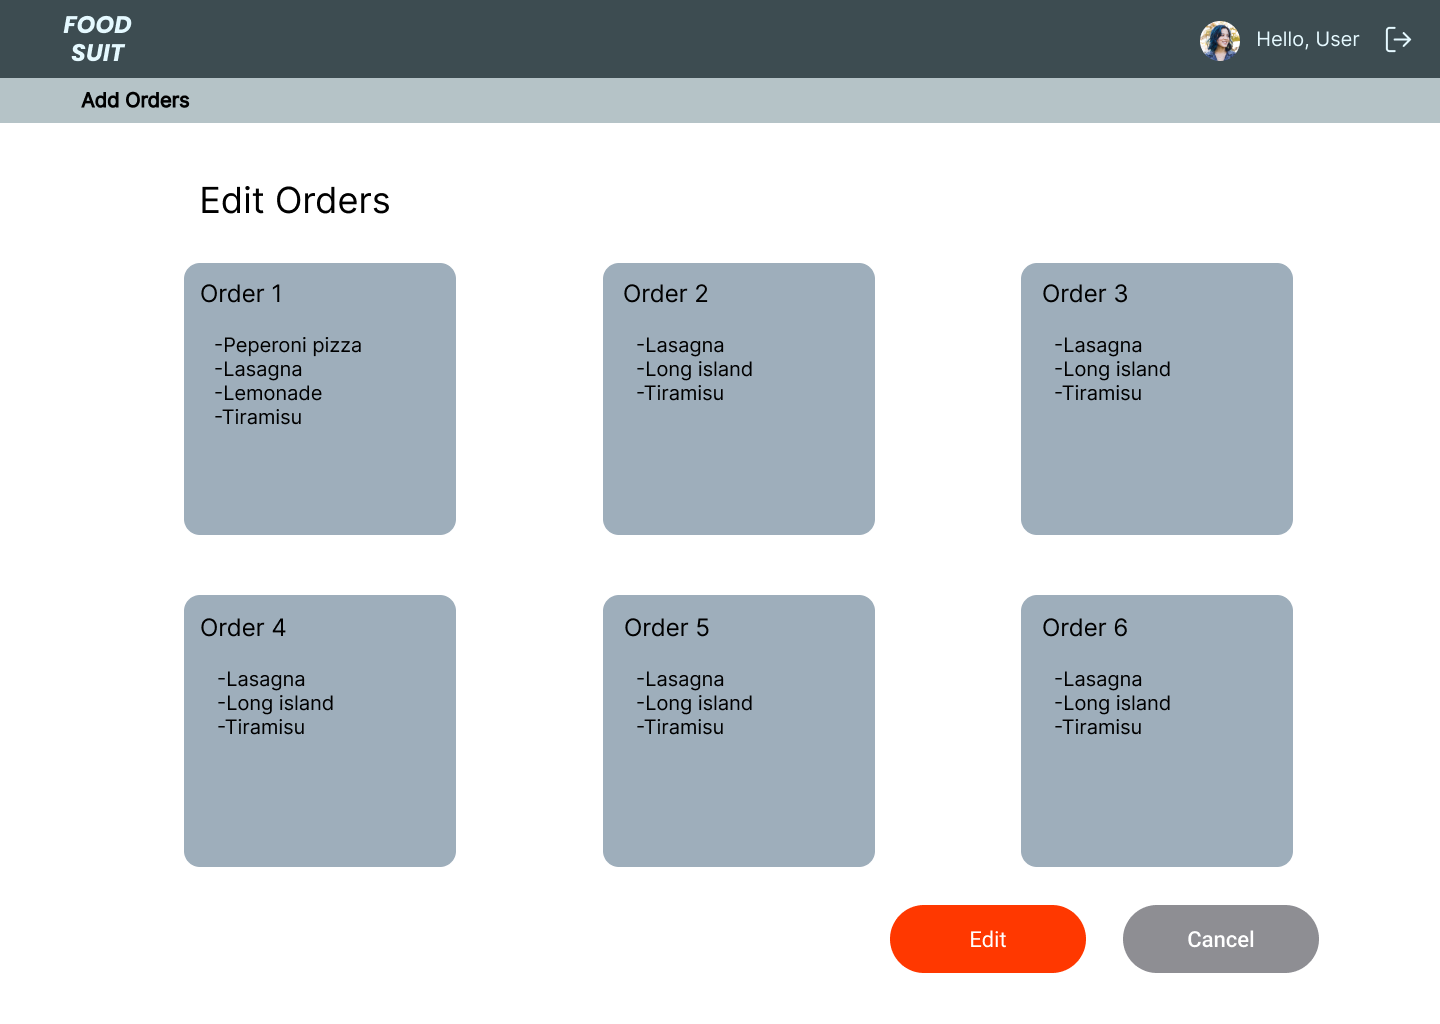 FOOD
SUIT
Hello, User
Add Orders
Edit Orders
Order 1
-Peperoni pizza
-Lasagna
-Lemonade
-Tiramisu
Order 2
-Lasagna
-Long island
-Tiramisu
Order 3
-Lasagna
-Long island
-Tiramisu
Order 4
-Lasagna
-Long island
-Tiramisu
Order 5
-Lasagna
-Long island
-Tiramisu
Order 6
-Lasagna
-Long island
-Tiramisu
Edit
Cancel